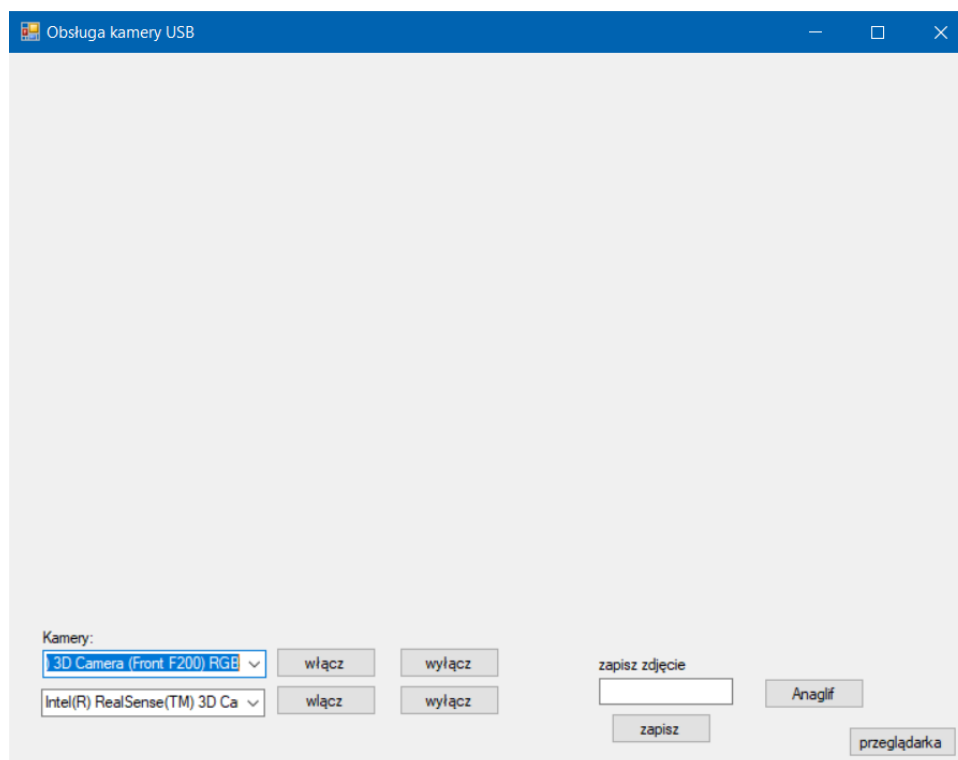 Obsługa kamery USB
Kamery:
) 3D Camera (Front F200) RGB włącz wyłącz
zapisz zdjęcie
Intel(R) RealSense(TM) 3D Ca wlącz wyłącz Anaglif
zapisz
przeglądarka